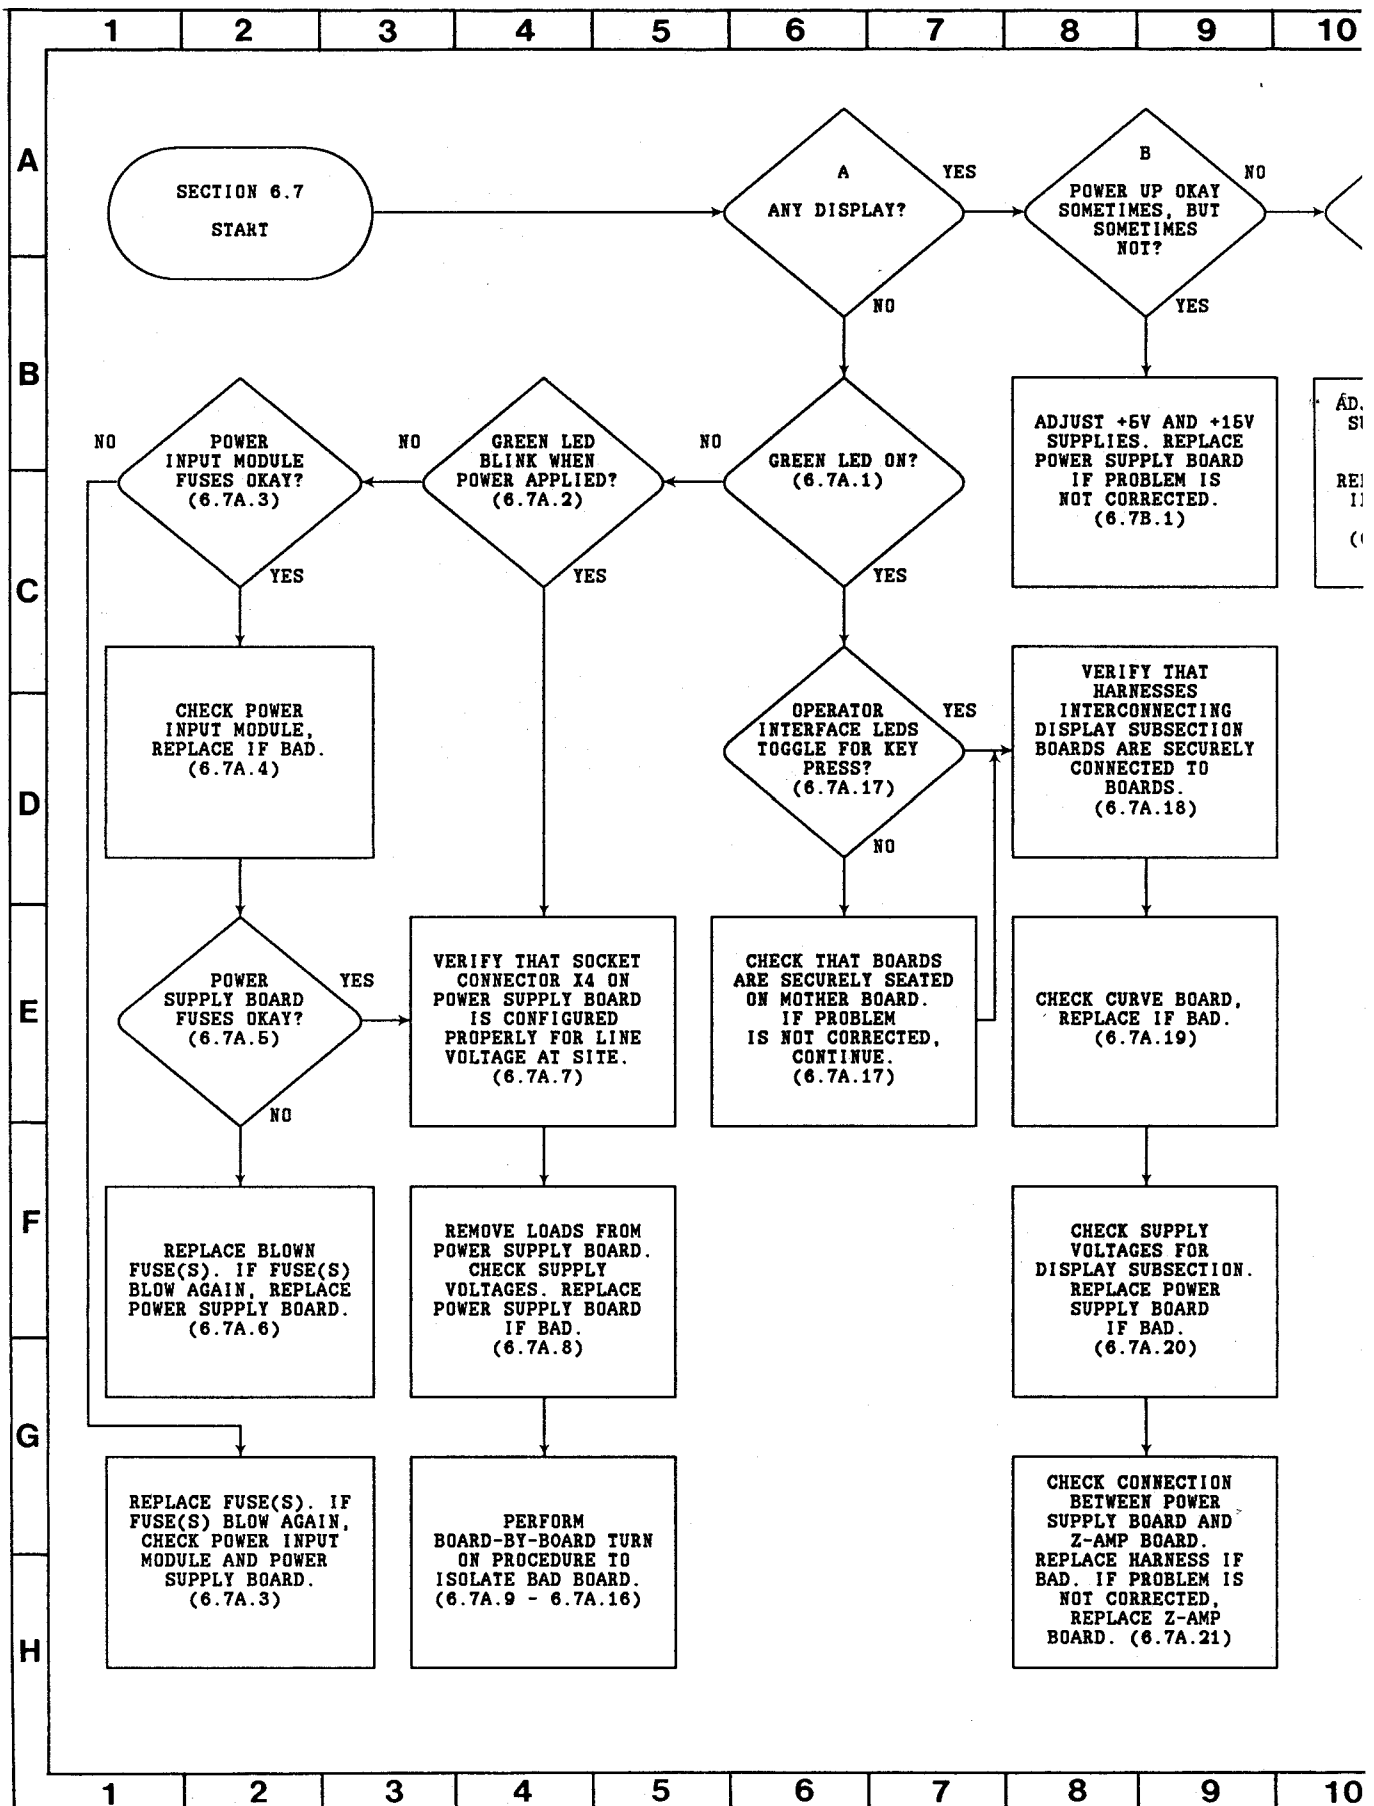 1 2 3 4 5 6 7 8 9 10
A
B
C
D
E
F
G
H
SECTION 6.7
START
A
ANY DISPLAY?
YES
NO
B
POWER UP OKAY
SOMETIMES, BUT
SOMETIMES
NOT?
NO
YES
NO
POWER
INPUT MODULE
FUSES OKAY?
(6.7A.3)
YES
NO
GREEN LED
BLINK WHEN
POWER APPLIED?
(6.7A.2)
YES
NO
GREEN LED ON?
(6.7A.1)
YES
ADJUST +5V AND +15V
SUPPLIES. REPLACE
POWER SUPPLY BOARD
IF PROBLEM IS
NOT CORRECTED.
(6.7B.1)
CHECK POWER
INPUT MODULE,
REPLACE IF BAD.
(6.7A.4)
OPERATOR
INTERFACE LEDS
TOGGLE FOR KEY
PRESS?
(6.7A.17)
YES
NO
VERIFY THAT
HARNESSES
INTERCONNECTING
DISPLAY SUBSECTION
BOARDS ARE SECURELY
CONNECTED TO
BOARDS.
(6.7A.18)
POWER
SUPPLY BOARD
FUSES OKAY?
(6.7A.5)
YES
NO
VERIFY THAT SOCKET
CONNECTOR X4 ON
POWER SUPPLY BOARD
IS CONFIGURED
PROPERLY FOR LINE
VOLTAGE AT SITE.
(6.7A.7)
CHECK THAT BOARDS
ARE SECURELY SEATED
ON MOTHER BOARD.
IF PROBLEM
IS NOT CORRECTED,
CONTINUE.
(6.7A.17)
CHECK CURVE BOARD,
REPLACE IF BAD.
(6.7A.19)
REPLACE BLOWN
FUSE(S). IF FUSE(S)
BLOW AGAIN, REPLACE
POWER SUPPLY BOARD.
(6.7A.6)
REMOVE LOADS FROM
POWER SUPPLY BOARD.
CHECK SUPPLY
VOLTAGES. REPLACE
POWER SUPPLY BOARD
IF BAD.
(6.7A.8)
CHECK SUPPLY
VOLTAGES FOR
DISPLAY SUBSECTION.
REPLACE POWER
SUPPLY BOARD
IF BAD.
(6.7A.20)
REPLACE FUSE(S). IF
FUSE(S) BLOW AGAIN,
CHECK POWER INPUT
MODULE AND POWER
SUPPLY BOARD.
(6.7A.3)
PERFORM
BOARD-BY-BOARD TURN
ON PROCEDURE TO
ISOLATE BAD BOARD.
(6.7A.9 - 6.7A.16)
CHECK CONNECTION
BETWEEN POWER
SUPPLY BOARD AND
Z-AMP BOARD.
REPLACE HARNESS IF
BAD. IF PROBLEM IS
NOT CORRECTED,
REPLACE Z-AMP
BOARD. (6.7A.21)
1 2 3 4 5 6 7 8 9 10